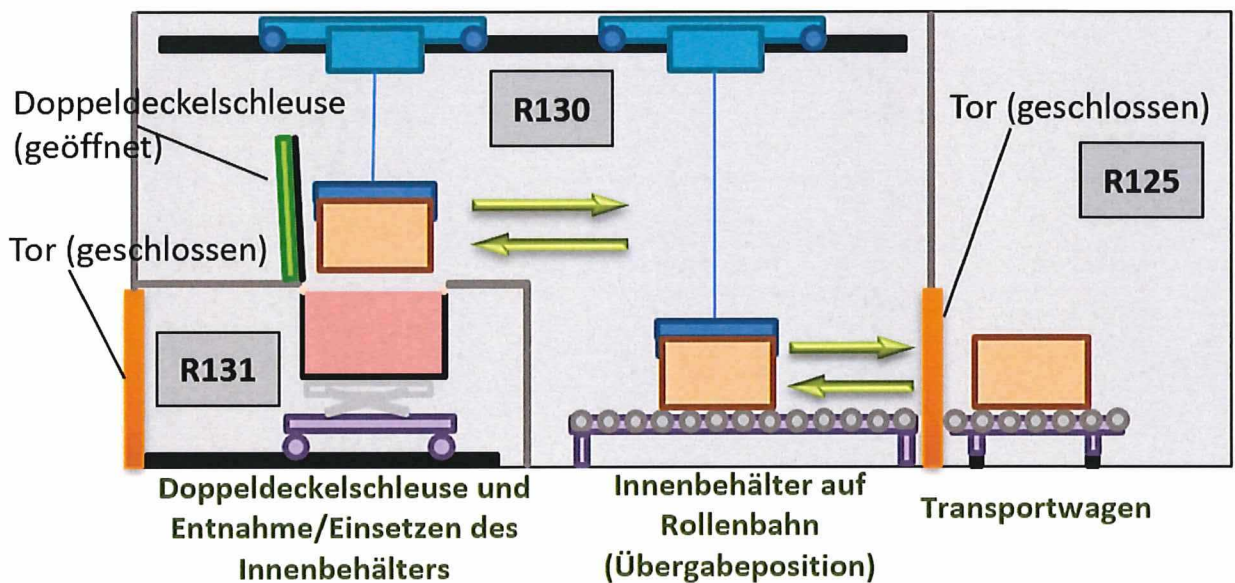 Doppeldeckelschleuse
(geöffnet)
R130
Tor (geschlossen)
R125
Tor (geschlossen)
R131
Doppeldeckelschleuse und
Entnahme/Einsetzen des
Innenbehälters
Innenbehälter auf
Rollenbahn
(Übergabeposition)
Transportwagen